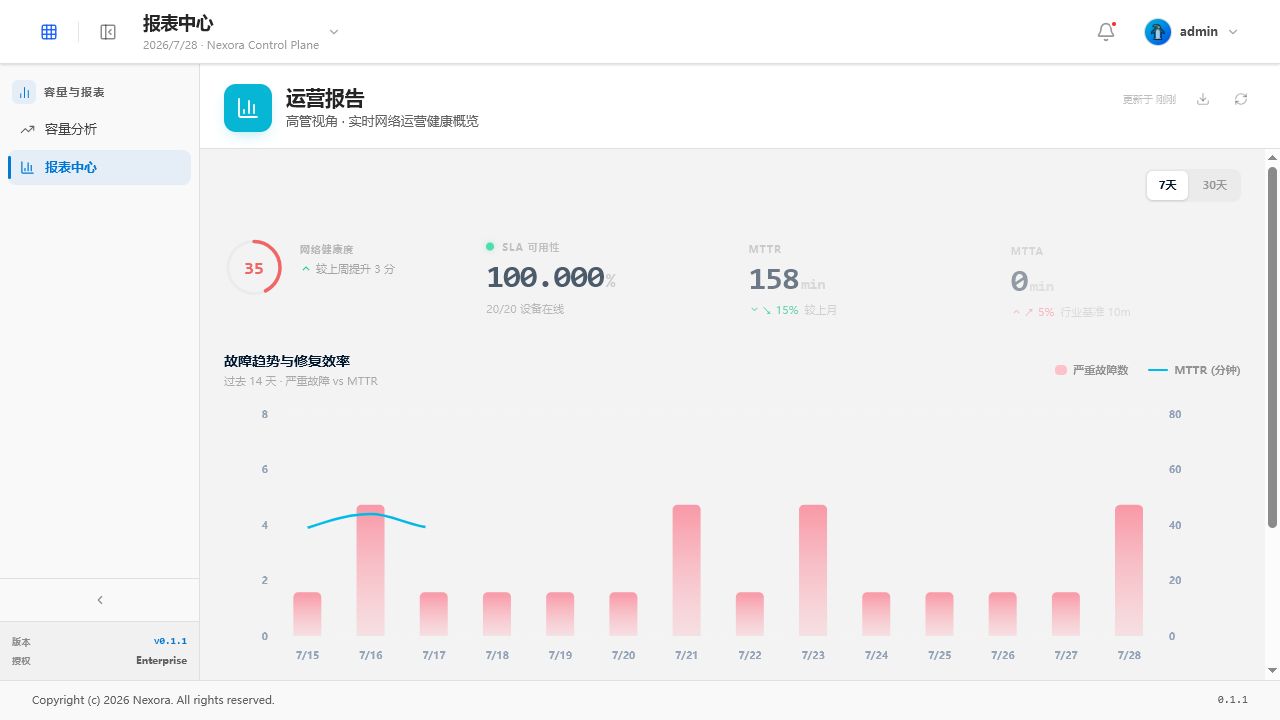 报表中心
2026/7/28 · Nexora Control Plane
admin
容量与报表
容量分析
报表中心
运营报告
高管视角 · 实时网络运营健康概览
更新于 刚刚
7天 30天
35
网络健康度
较上周提升 3 分
SLA 可用性
100.000%
20/20 设备在线
MTTR
158min
↘ 15% 较上月
MTTA
0min
↗ 5% 行业基准 10m
故障趋势与修复效率
过去 14 天 · 严重故障 vs MTTR
严重故障数 MTTR (分钟)
8 80
6 60
4 40
2 20
0 0
7/15 7/16 7/17 7/18 7/19 7/20 7/21 7/22 7/23 7/24 7/25 7/26 7/27 7/28
版本 v0.1.1
授权 Enterprise
Copyright (c) 2026 Nexora. All rights reserved. 0.1.1